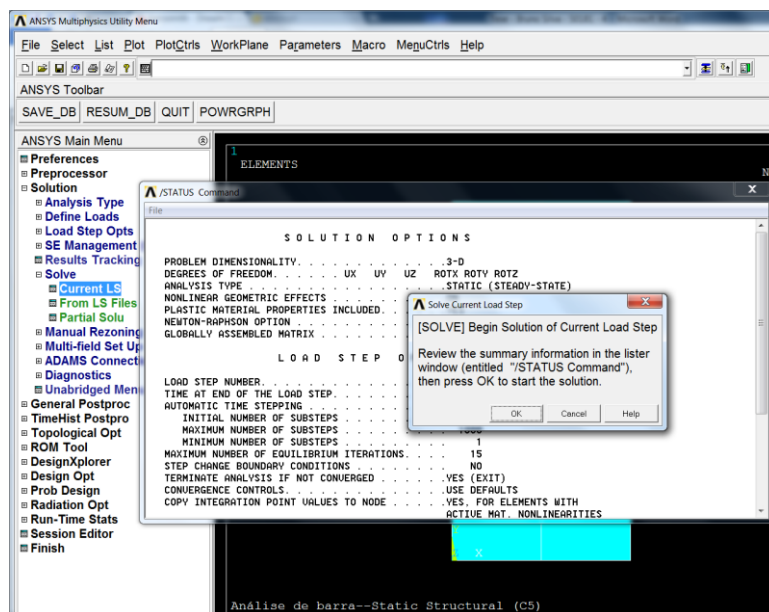 ANSYS Multiphysics Utility Menu
File Select List Plot PlotCtrls WorkPlane Parameters Macro MenuCtrls Help
ANSYS Toolbar
SAVE_DB RESUM_DB QUIT POWRGRPH
ANSYS Main Menu
Preferences
Preprocessor
Solution
Analysis Type
Define Loads
Load Step Opts
SE Management
Results Tracking
Solve
Current LS
From LS Files
Partial Solu
Manual Rezoning
Multi-field Set Up
ADAMS Connecti
Diagnostics
Unabridged Men
General Postproc
TimeHist Postpro
Topological Opt
ROM Tool
DesignXplorer
Design Opt
Prob Design
Radiation Opt
Run-Time Stats
Session Editor
Finish
1
ELEMENTS
N
/STATUS Command
File
S O L U T I O N   O P T I O N S
PROBLEM DIMENSIONALITY. . . . . . . . . . . . .3-D
DEGREES OF FREEDOM. . . . . . UX UY UZ ROTX ROTY ROTZ
ANALYSIS TYPE . . . . . . . . . . . . . . . . .STATIC (STEADY-STATE)
NONLINEAR GEOMETRIC EFFECTS . . . . . . . . . .
PLASTIC MATERIAL PROPERTIES INCLUDED. . . . . .
NEWTON-RAPHSON OPTION . . . . . . . . . . . . .
GLOBALLY ASSEMBLED MATRIX . . . . . . . . . . .
L O A D   S T E P   O
LOAD STEP NUMBER. . . . . . . . . . . . . . . .
TIME AT END OF THE LOAD STEP. . . . . . . . . .
AUTOMATIC TIME STEPPING . . . . . . . . . . . .
INITIAL NUMBER OF SUBSTEPS . . . . . . . . . .
MAXIMUM NUMBER OF SUBSTEPS . . . . . . . . . .
MINIMUM NUMBER OF SUBSTEPS . . . . . . . . . . 1
MAXIMUM NUMBER OF EQUILIBRIUM ITERATIONS. . . . 15
STEP CHANGE BOUNDARY CONDITIONS . . . . . . . . NO
TERMINATE ANALYSIS IF NOT CONVERGED . . . . . .YES (EXIT)
CONVERGENCE CONTROLS. . . . . . . . . . . . . .USE DEFAULTS
COPY INTEGRATION POINT VALUES TO NODE . . . . .YES, FOR ELEMENTS WITH
ACTIVE MAT. NONLINEARITIES
Solve Current Load Step
[SOLVE] Begin Solution of Current Load Step
Review the summary information in the lister
window (entitled "/STATUS Command"),
then press OK to start the solution.
OK Cancel Help
X
Análise de barra--Static Structural (C5)